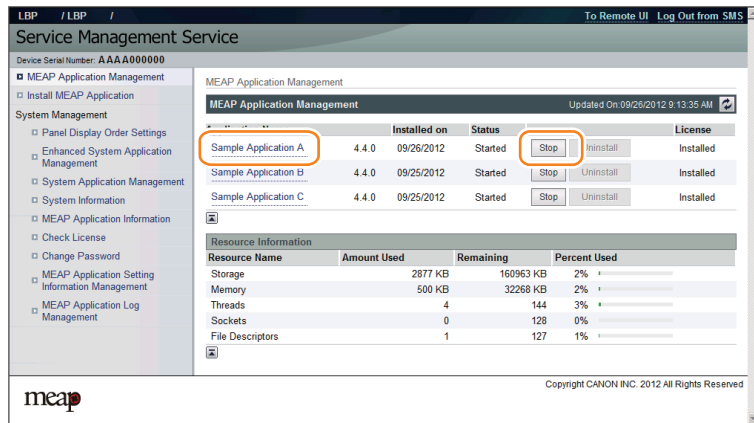 LBP / LBP /
To Remote UI Log Out from SMS
Service Management Service
Device Serial Number: AAAA000000
MEAP Application Management
Install MEAP Application
System Management
Panel Display Order Settings
Enhanced System Application
Management
System Application Management
System Information
MEAP Application Information
Check License
Change Password
MEAP Application Setting
Information Management
MEAP Application Log
Management
MEAP Application Management
MEAP Application Management Updated On:09/26/2012 9:13:35 AM
Installed on Status License
Sample Application A 4.4.0 09/26/2012 Started Stop Uninstall Installed
Sample Application B 4.4.0 09/25/2012 Started Stop Uninstall Installed
Sample Application C 4.4.0 09/25/2012 Started Stop Uninstall Installed
Resource Information
Resource Name Amount Used Remaining Percent Used
Storage 2877 KB 160963 KB 2%
Memory 500 KB 32268 KB 2%
Threads 4 144 3%
Sockets 0 128 0%
File Descriptors 1 127 1%
Copyright CANON INC. 2012 All Rights Reserved
meap